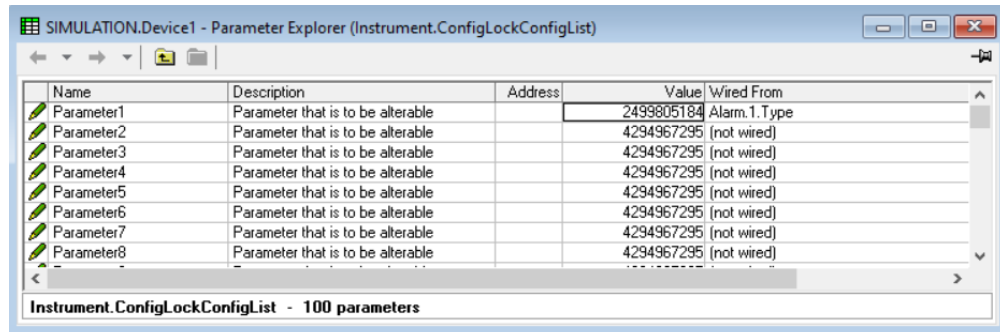 SIMULATION.Device1 - Parameter Explorer (Instrument.ConfigLockConfigList)
Name Description Address Value Wired From
Parameter1 Parameter that is to be alterable 2499805184 Alarm.1.Type
Parameter2 Parameter that is to be alterable 4294967295 (not wired)
Parameter3 Parameter that is to be alterable 4294967295 (not wired)
Parameter4 Parameter that is to be alterable 4294967295 (not wired)
Parameter5 Parameter that is to be alterable 4294967295 (not wired)
Parameter6 Parameter that is to be alterable 4294967295 (not wired)
Parameter7 Parameter that is to be alterable 4294967295 (not wired)
Parameter8 Parameter that is to be alterable 4294967295 (not wired)
Instrument.ConfigLockConfigList - 100 parameters